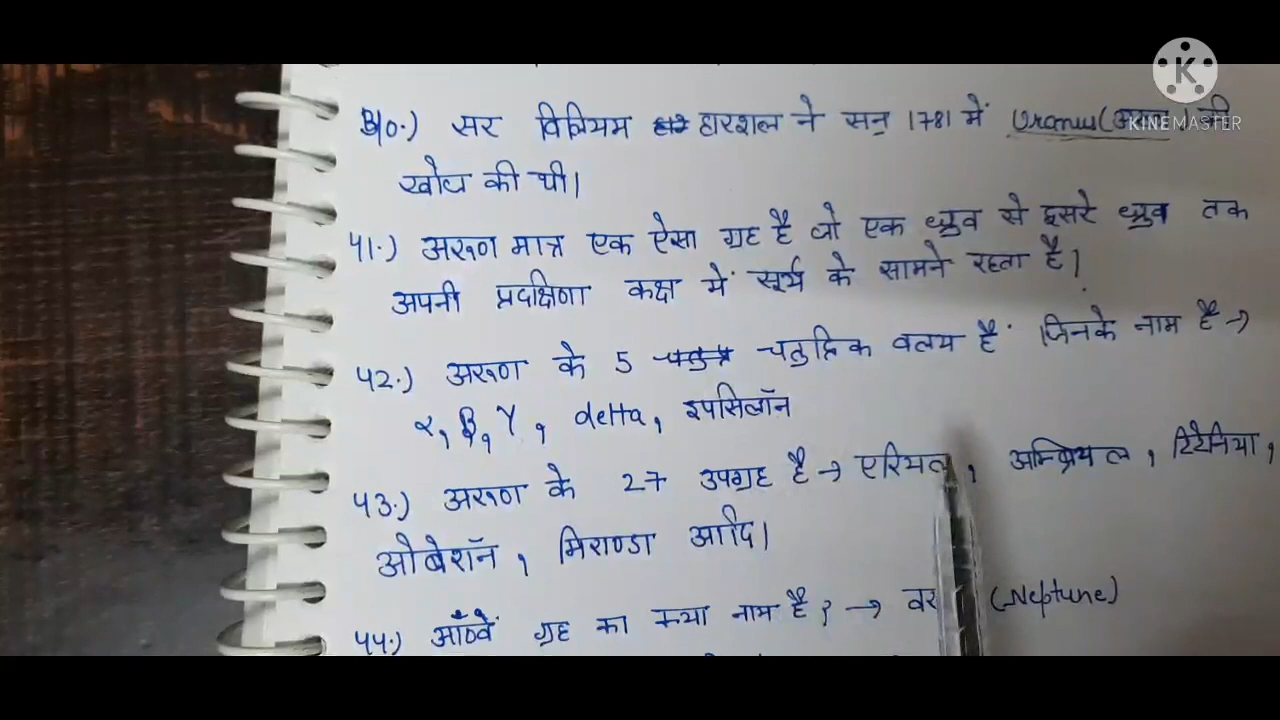 KINEMASTER
40.) सर विलियम हारशल ने सन् 1781 में Uranus (अरुण) की
खोज की थी।
41.) अरूण मात्र एक ऐसा ग्रह है जो एक ध्रुव से दूसरे ध्रुव तक
अपनी प्रदक्षिणा कक्ष में सूर्य के सामने रहता है।
42.) अरूण के 5 चतुर्दिक वलय हैं जिनके नाम है →
α, β, γ, delta, इपसिलॉन
43.) अरूण के 27 उपग्रह है → एरियल, अम्ब्रियल, टिटेनिया,
ओबेरॉन, मिराण्डा आदि।
44.) आँठवें ग्रह का क्या नाम है? → (Neptune)